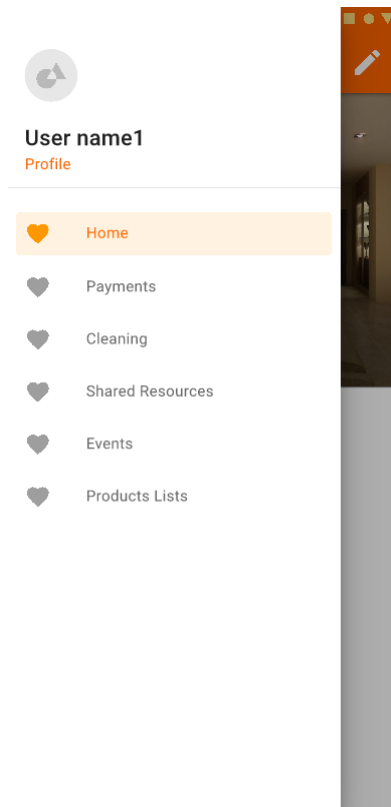 User name1
Profile
Home
Payments
Cleaning
Shared Resources
Events
Products Lists